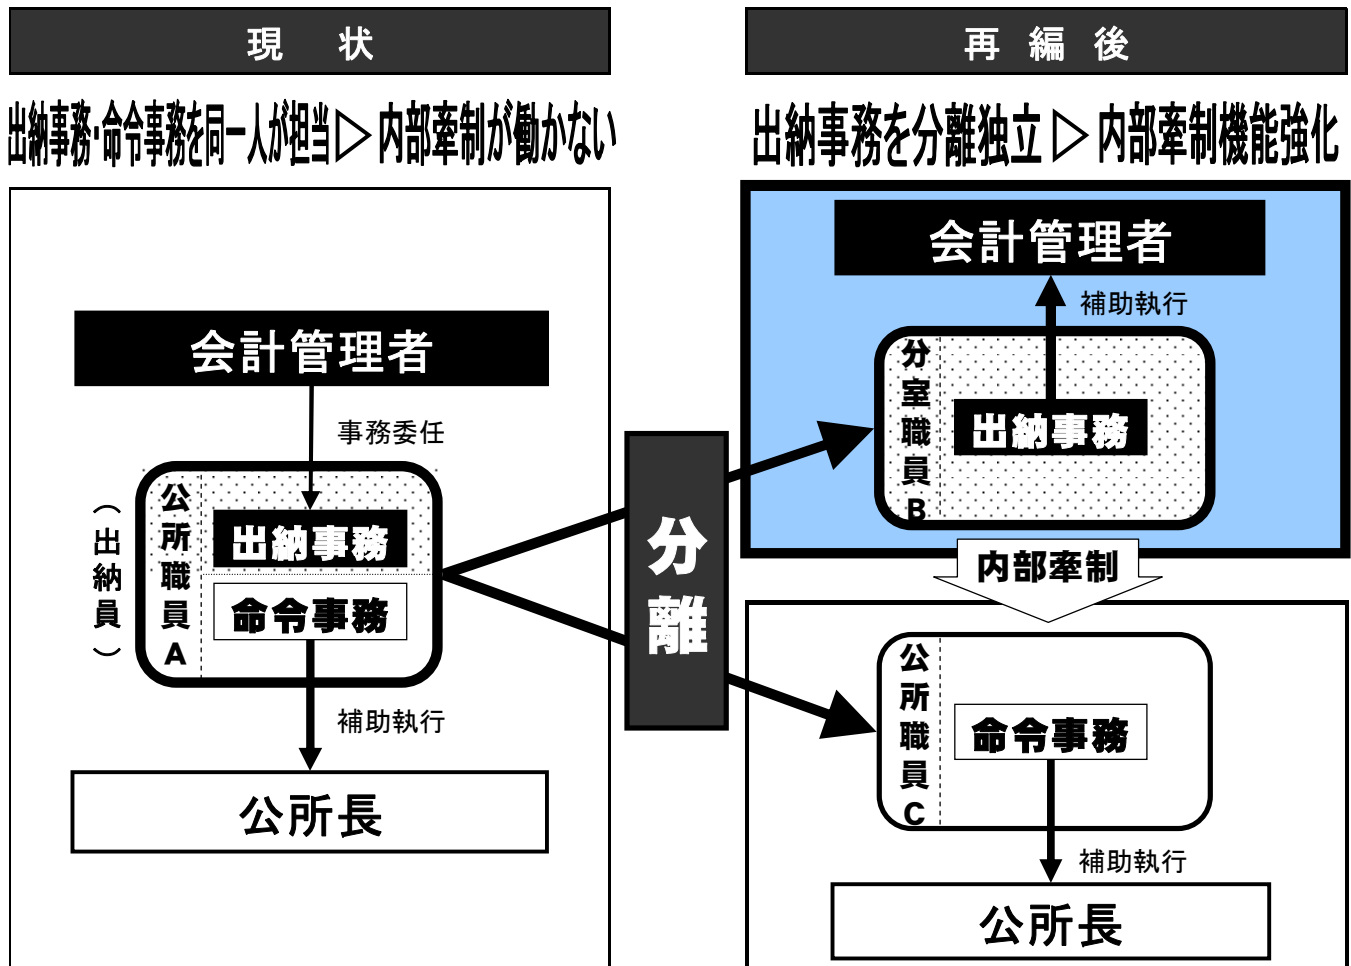 現 状
出納事務・命令事務を同一人が担当▷内部牽制が働かない
会計管理者
事務委任
（出納員）
公所職員A
出納事務
命令事務
補助執行
公所長
分離
再編後
出納事務を分離独立▷内部牽制機能強化
会計管理者
補助執行
分室職員B
出納事務
内部牽制
公所職員C
命令事務
補助執行
公所長